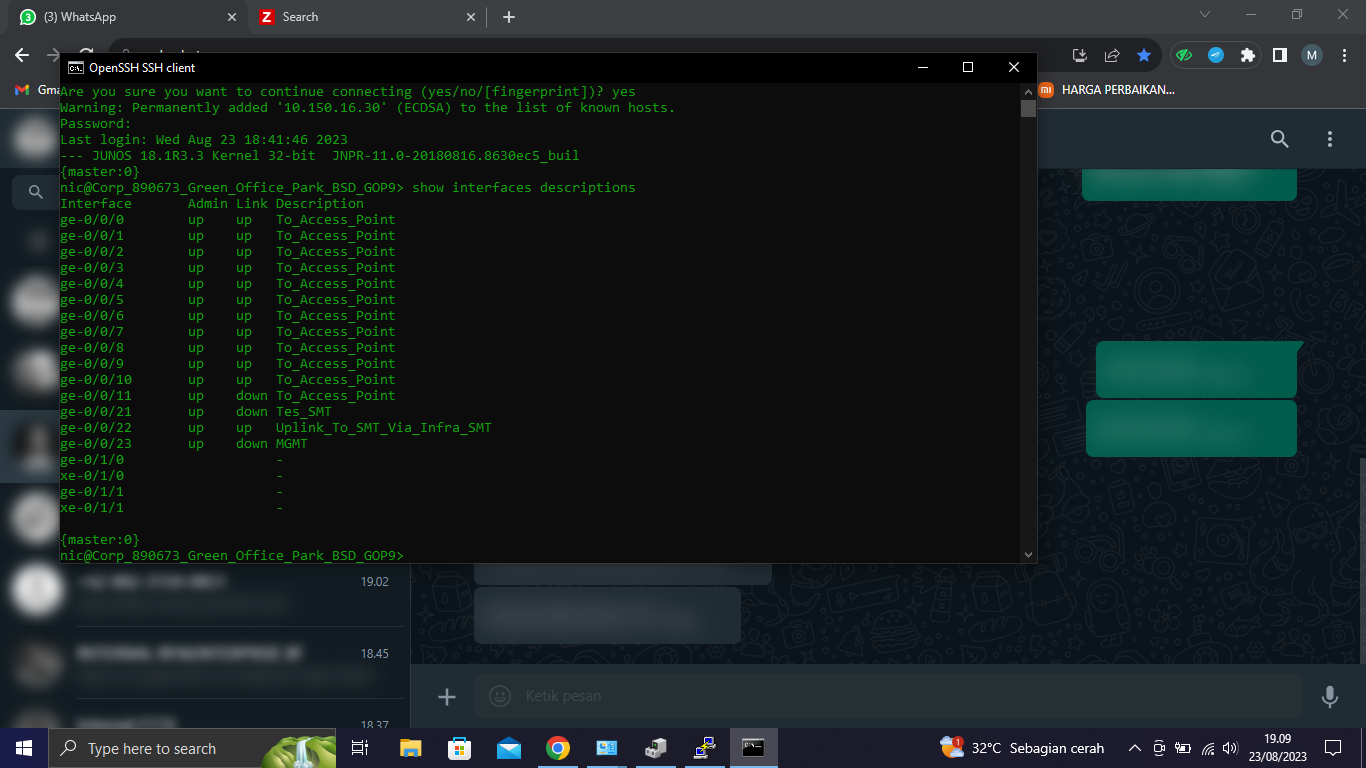 (3) WhatsApp
Search
OpenSSH SSH client
Gma
HARGA PERBAIKAN...
M
Are you sure you want to continue connecting (yes/no/[fingerprint])? yes
Warning: Permanently added '10.150.16.30' (ECDSA) to the list of known hosts.
Password:
Last login: Wed Aug 23 18:41:46 2023
--- JUNOS 18.1R3.3 Kernel 32-bit  JNPR-11.0-20180816.8630ec5_buil
{master:0}
nic@Corp_890673_Green_Office_Park_BSD_GOP9> show interfaces descriptions
Interface       Admin Link Description
ge-0/0/0        up    up   To_Access_Point
ge-0/0/1        up    up   To_Access_Point
ge-0/0/2        up    up   To_Access_Point
ge-0/0/3        up    up   To_Access_Point
ge-0/0/4        up    up   To_Access_Point
ge-0/0/5        up    up   To_Access_Point
ge-0/0/6        up    up   To_Access_Point
ge-0/0/7        up    up   To_Access_Point
ge-0/0/8        up    up   To_Access_Point
ge-0/0/9        up    up   To_Access_Point
ge-0/0/10       up    up   To_Access_Point
ge-0/0/11       up    down To_Access_Point
ge-0/0/21       up    down Tes_SMT
ge-0/0/22       up    up   Uplink_To_SMT_Via_Infra_SMT
ge-0/0/23       up    down MGMT
ge-0/1/0                   -
xe-0/1/0                   -
ge-0/1/1                   -
xe-0/1/1                   -
{master:0}
nic@Corp_890673_Green_Office_Park_BSD_GOP9>
19.02
18.45
18.37
Ketik pesan
Type here to search
1
32°C Sebagian cerah
19.09
23/08/2023